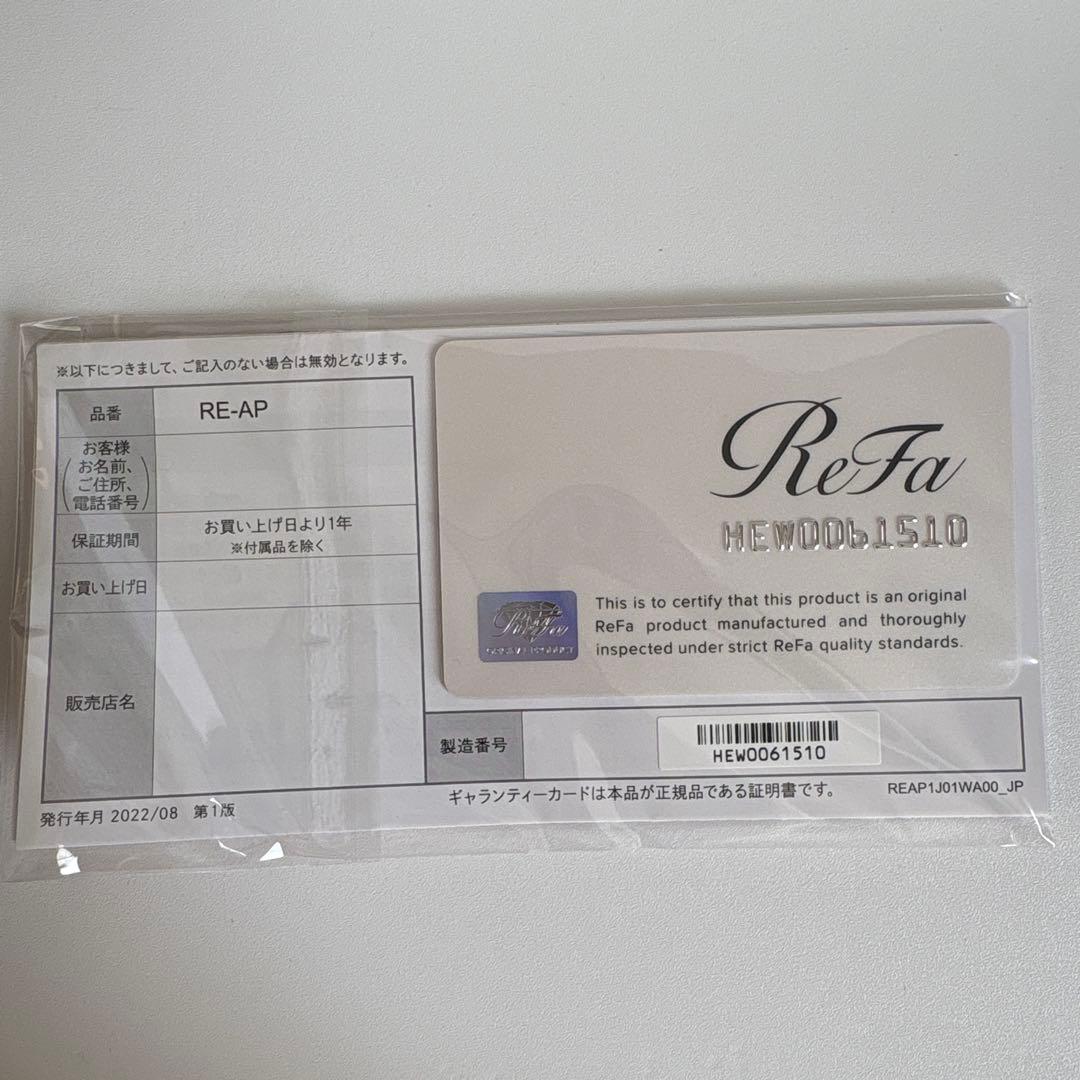 ※以下につきまして、ご記入のない場合は無効となります。
品番
RE-AP
お客様
(お名前、
ご住所、
電話番号)
保証期間
お買い上げ日より1年
※付属品を除く
お買い上げ日
販売店名
発行年月 2022/08 第1版
ReFa
HEW0061510
ReFa
ORIGINAL PRODUCT
This is to certify that this product is an original
ReFa product manufactured and thoroughly
inspected under strict ReFa quality standards.
製造番号
HEW0061510
ギャランティーカードは本品が正規品である証明書です。
REAP1J01WA00_JP